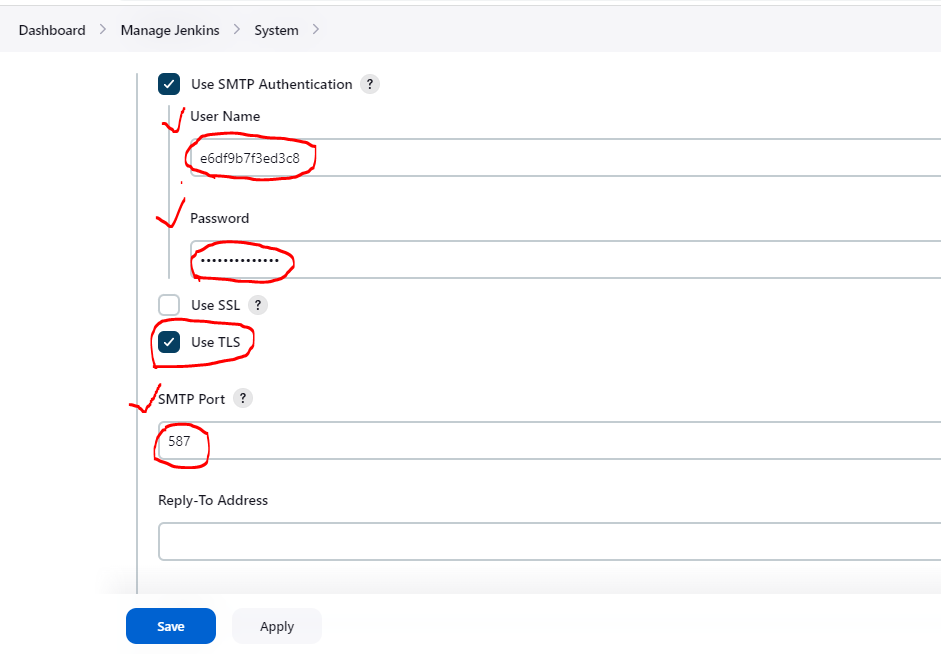 Dashboard > Manage Jenkins > System >
Use SMTP Authentication ?
User Name
e6df9b7f3ed3c8
Password
••••••••••••••
Use SSL ?
Use TLS
SMTP Port ?
587
Reply-To Address
Save Apply